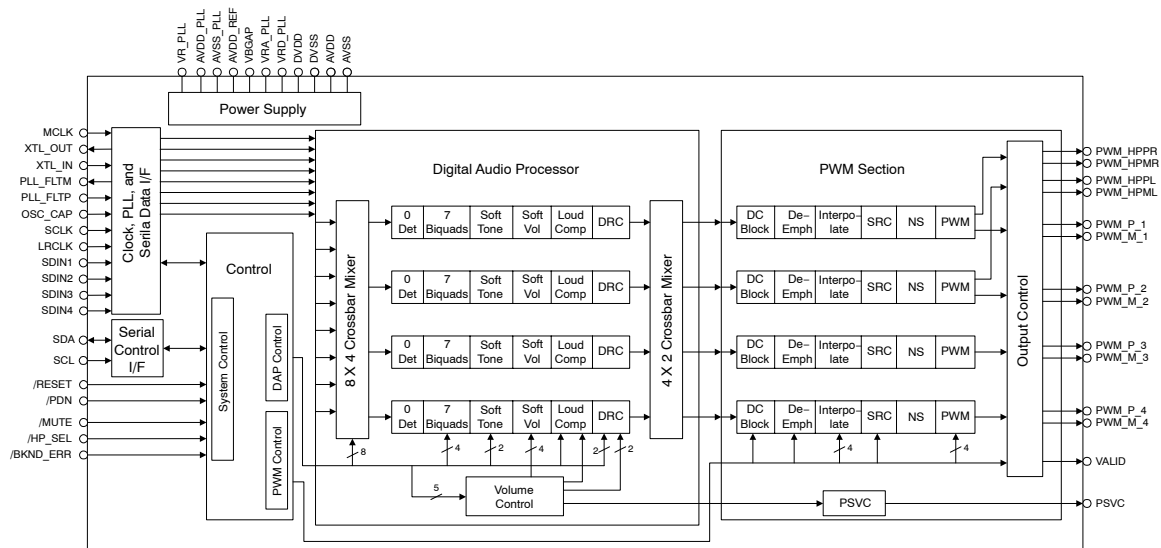 VR_PLL
AVDD_PLL
AVSS_PLL
AVDD_REF
VBGAP
VRA_PLL
VRD_PLL
DVDD
DVSS
AVDD
AVSS
Power Supply
MCLK
XTL_OUT
XTL_IN
PLL_FLTM
PLL_FLTP
OSC_CAP
SCLK
LRCLK
SDIN1
SDIN2
SDIN3
SDIN4
SDA
SCL
/RESET
/PDN
/MUTE
/HP_SEL
/BKND_ERR
Clock, PLL, and
Serila Data I/F
Serial
Control
I/F
Control
System Control
DAP Control
PWM Control
Digital Audio Processor
8 X 4 Crossbar Mixer
0
Det
7
Biquads
Soft
Tone
Soft
Vol
Loud
Comp
DRC
0
Det
7
Biquads
Soft
Tone
Soft
Vol
Loud
Comp
DRC
0
Det
7
Biquads
Soft
Tone
Soft
Vol
Loud
Comp
DRC
0
Det
7
Biquads
Soft
Tone
Soft
Vol
Loud
Comp
DRC
8
4
2
4
2
2
5
Volume
Control
4 X 2 Crossbar Mixer
PWM Section
DC
Block
De–
Emph
Interpo–
late
SRC
NS
PWM
DC
Block
De–
Emph
Interpo–
late
SRC
NS
PWM
DC
Block
De–
Emph
Interpo–
late
SRC
NS
PWM
DC
Block
De–
Emph
Interpo–
late
SRC
NS
PWM
4
4
PSVC
Output Control
PWM_HPPR
PWM_HPMR
PWM_HPPL
PWM_HPML
PWM_P_1
PWM_M_1
PWM_P_2
PWM_M_2
PWM_P_3
PWM_M_3
PWM_P_4
PWM_M_4
VALID
PSVC